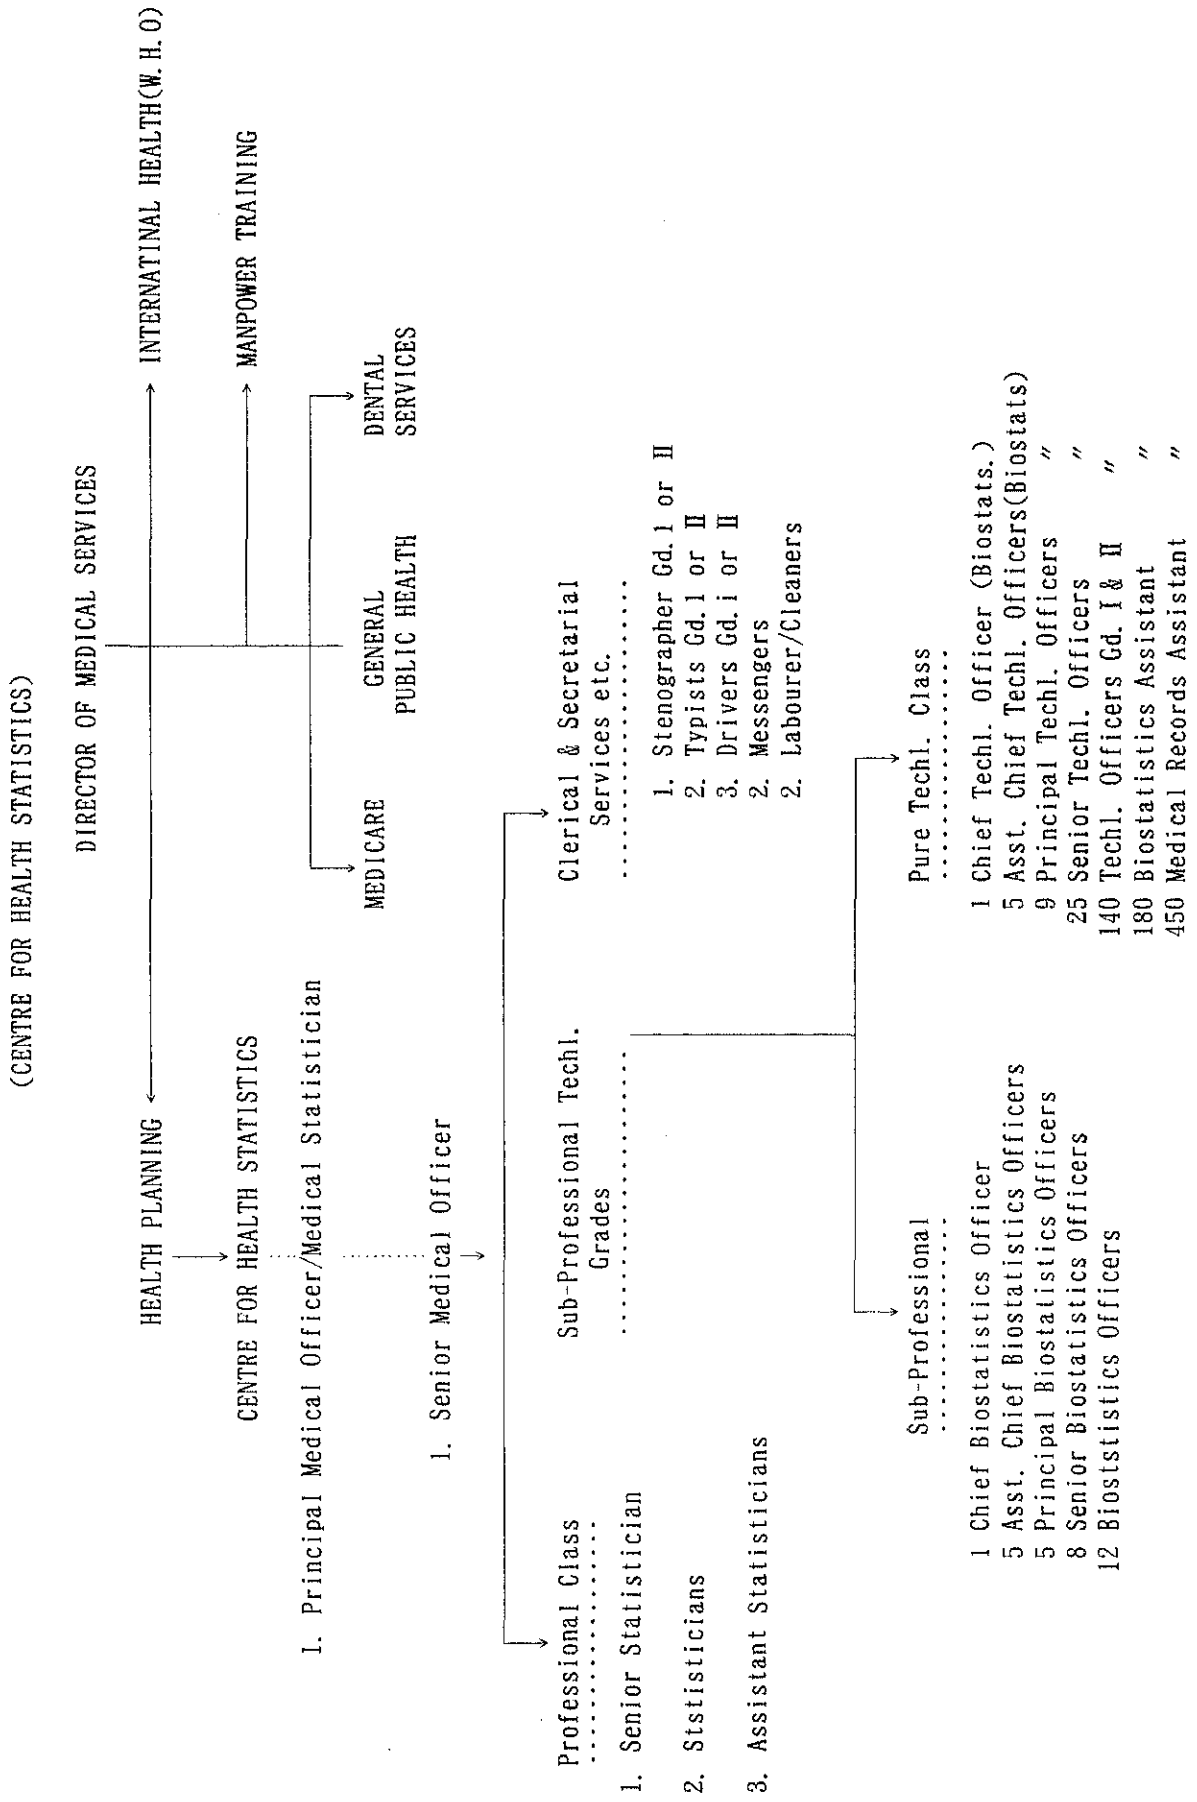 (CENTRE FOR HEALTH STATISTICS)
DIRECTOR OF MEDICAL SERVICES
HEALTH PLANNING
INTERNATINAL HEALTH(W.H.O)
CENTRE FOR HEALTH STATISTICS
MANPOWER TRAINING
1. Principal Medical Officer/Medical Statistician
MEDICARE
GENERAL
PUBLIC HEALTH
DENTAL
SERVICES
1. Senior Medical Officer
Professional Class
1. Senior Statistician
2. Ststisticians
3. Assistant Statisticians
Sub-Professional Techl.
Grades
Clerical & Secretarial
Services etc.
1. Stenographer Gd.1 or II
2. Typists Gd.1 or II
3. Drivers Gd.i or II
2. Messengers
2. Labourer/Cleaners
Sub-Professional
1 Chief Biostatistics Officer
5 Asst. Chief Biostatistics Officers
5 Principal Biostatistics Officers
8 Senior Biostatistics Officers
12 Bioststistics Officers
Pure Techl. Class
1 Chief Techl. Officer (Biostats.)
5 Asst. Chief Techl. Officers(Biostats)
9 Principal Techl. Officers 〃
25 Senior Techl. Officers 〃
140 Techl. Officers Gd. I & II 〃
180 Biostatistics Assistant 〃
450 Medical Records Assistant 〃